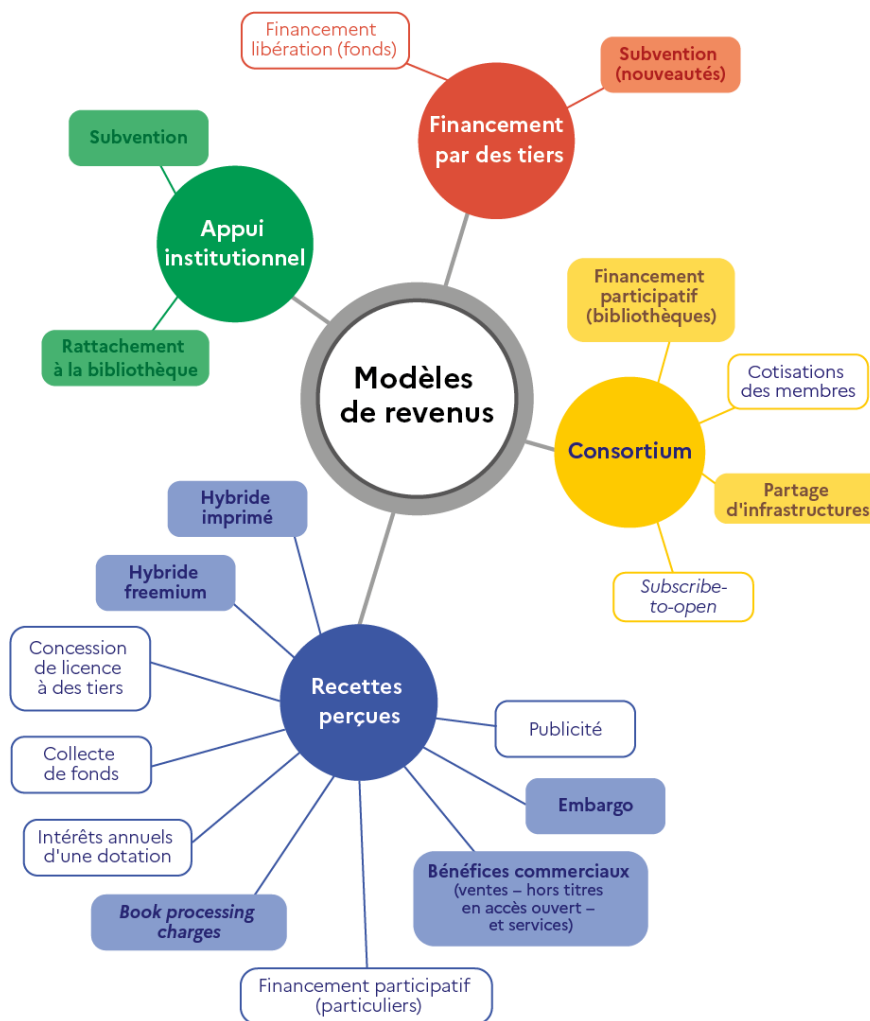 Financement
libération (fonds)
Subvention
(nouveautés)
Financement
par des tiers
Subvention
Appui
institutionnel
Rattachement
à la bibliothèque
Modèles
de revenus
Financement
participatif
(bibliothèques)
Cotisations
des membres
Consortium
Partage
d'infrastructures
Subscribe-
to-open
Hybride
imprimé
Hybride
freemium
Concession
de licence
à des tiers
Recettes
perçues
Publicité
Collecte
de fonds
Embargo
Intérêts annuels
d'une dotation
Bénéfices commerciaux
(ventes – hors titres
en accès ouvert –
et services)
Book processing
charges
Financement participatif
(particuliers)